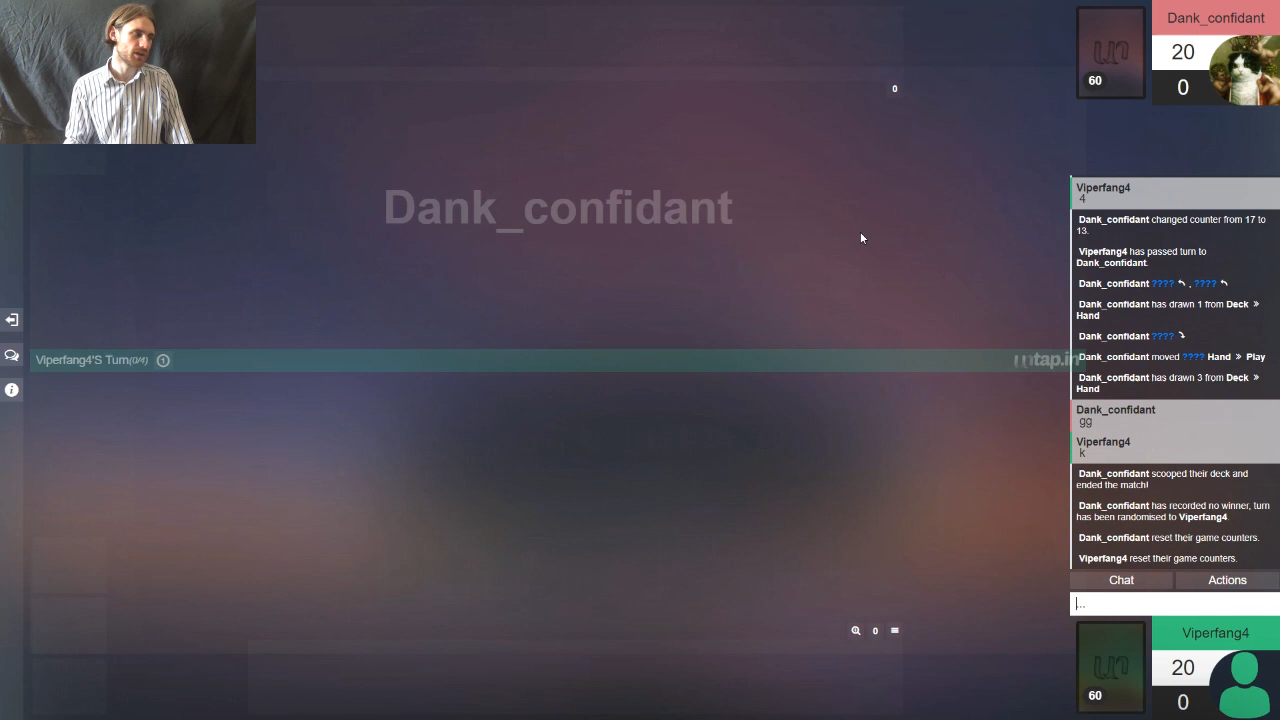 Dank_confidant
20
60
0
0
Dank_confidant
Viperfang4
4
Dank_confidant changed counter from 17 to
13.
Viperfang4 has passed turn to
Dank_confidant.
Dank_confidant ???? , ????
Dank_confidant has drawn 1 from Deck »
Hand
Dank_confidant ????
Dank_confidant moved ???? Hand » Play
Dank_confidant has drawn 3 from Deck »
Hand
Dank_confidant
gg
Viperfang4
k
Dank_confidant scooped their deck and
ended the match!
Dank_confidant has recorded no winner, turn
has been randomised to Viperfang4.
Dank_confidant reset their game counters.
Viperfang4 reset their game counters.
Viperfang4'S Turn(0/4) 1
untap.in
Chat Actions
...
0
Viperfang4
20
60
0